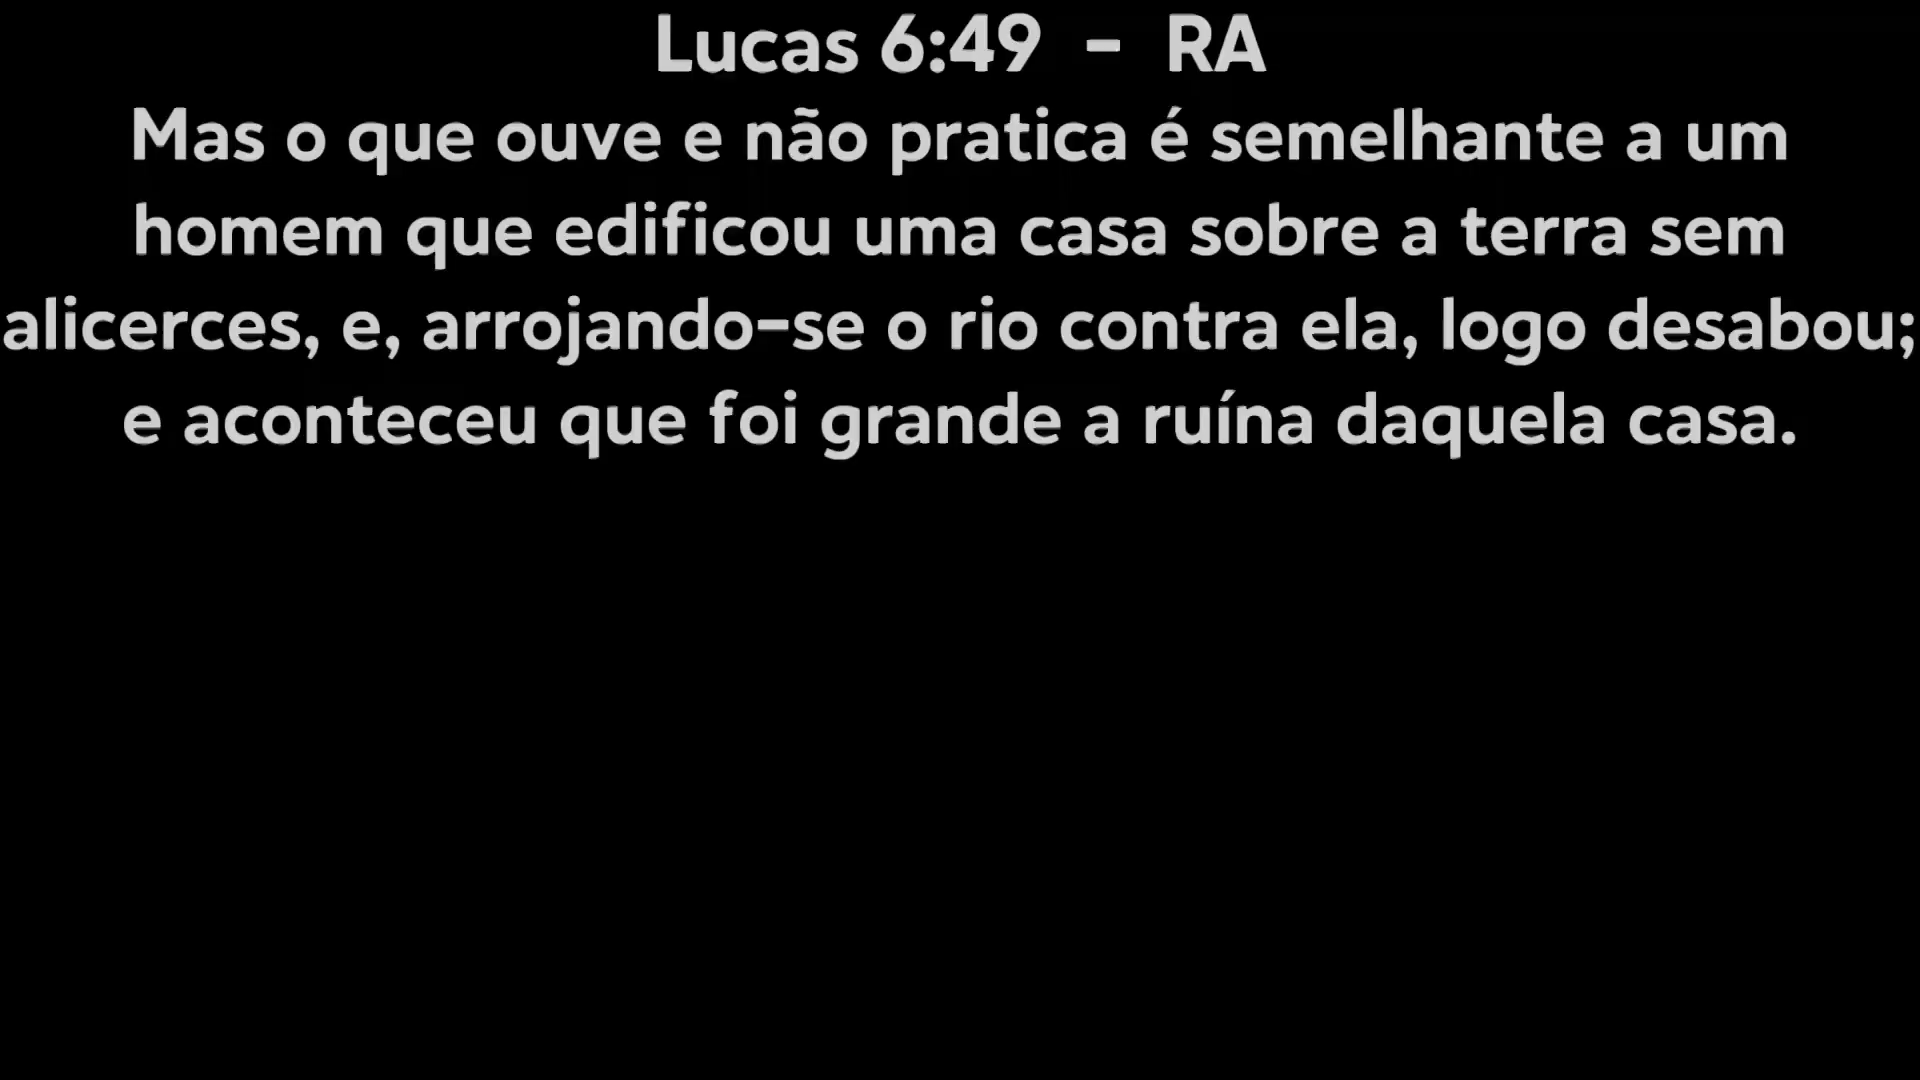 Lucas 6:49 - RA
Mas o que ouve e não pratica é semelhante a um
homem que edificou uma casa sobre a terra sem
alicerces, e, arrojando-se o rio contra ela, logo desabou;
e aconteceu que foi grande a ruína daquela casa.